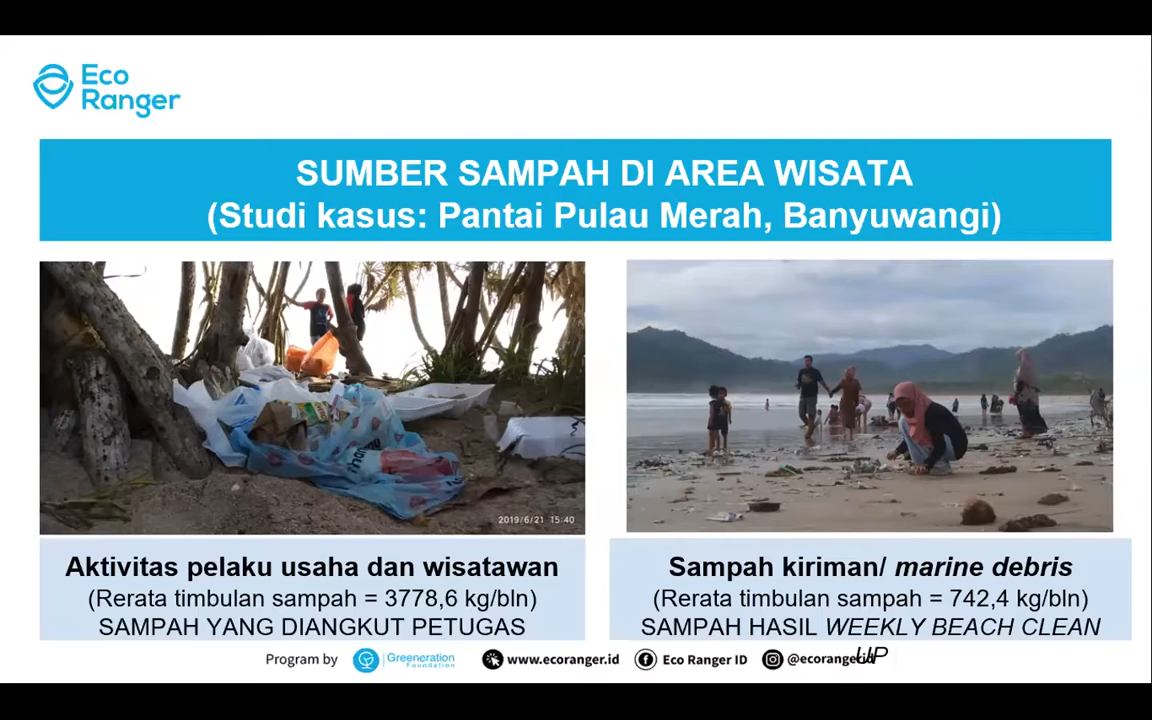 Eco
Ranger
SUMBER SAMPAH DI AREA WISATA
(Studi kasus: Pantai Pulau Merah, Banyuwangi)
2019/6/21 15:40
Aktivitas pelaku usaha dan wisatawan
(Rerata timbulan sampah = 3778,6 kg/bln)
SAMPAH YANG DIANGKUT PETUGAS
Sampah kiriman/ marine debris
(Rerata timbulan sampah = 742,4 kg/bln)
SAMPAH HASIL WEEKLY BEACH CLEAN
UP
Program by Greeneration Foundation www.ecoranger.id Eco Ranger ID